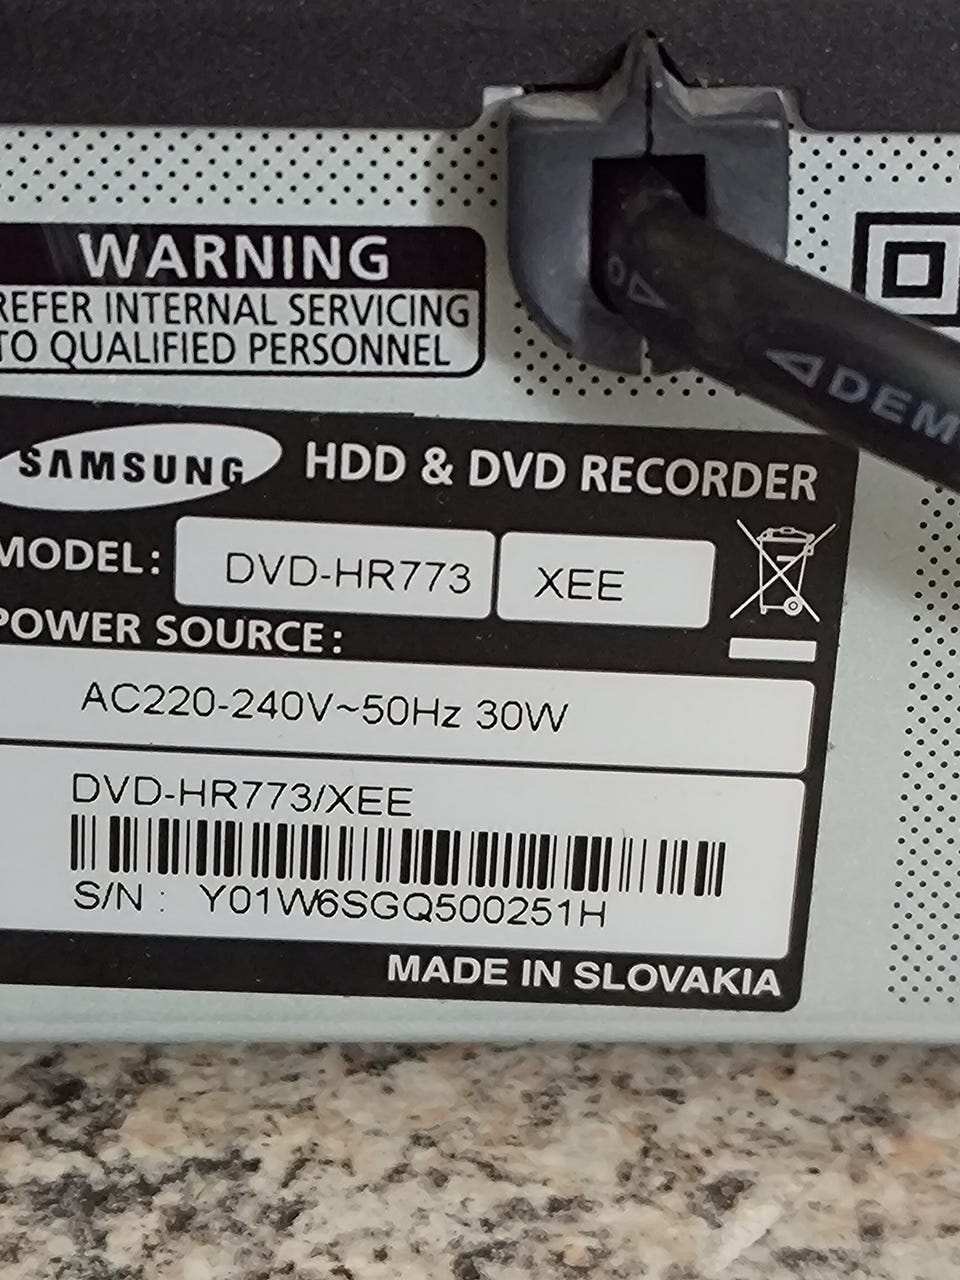 WARNING
REFER INTERNAL SERVICING
TO QUALIFIED PERSONNEL
DEM
SAMSUNG HDD & DVD RECORDER
MODEL: DVD-HR773 XEE
POWER SOURCE:
AC220-240V~50Hz 30W
DVD-HR773/XEE
S/N : Y01W6SGQ500251H
MADE IN SLOVAKIA